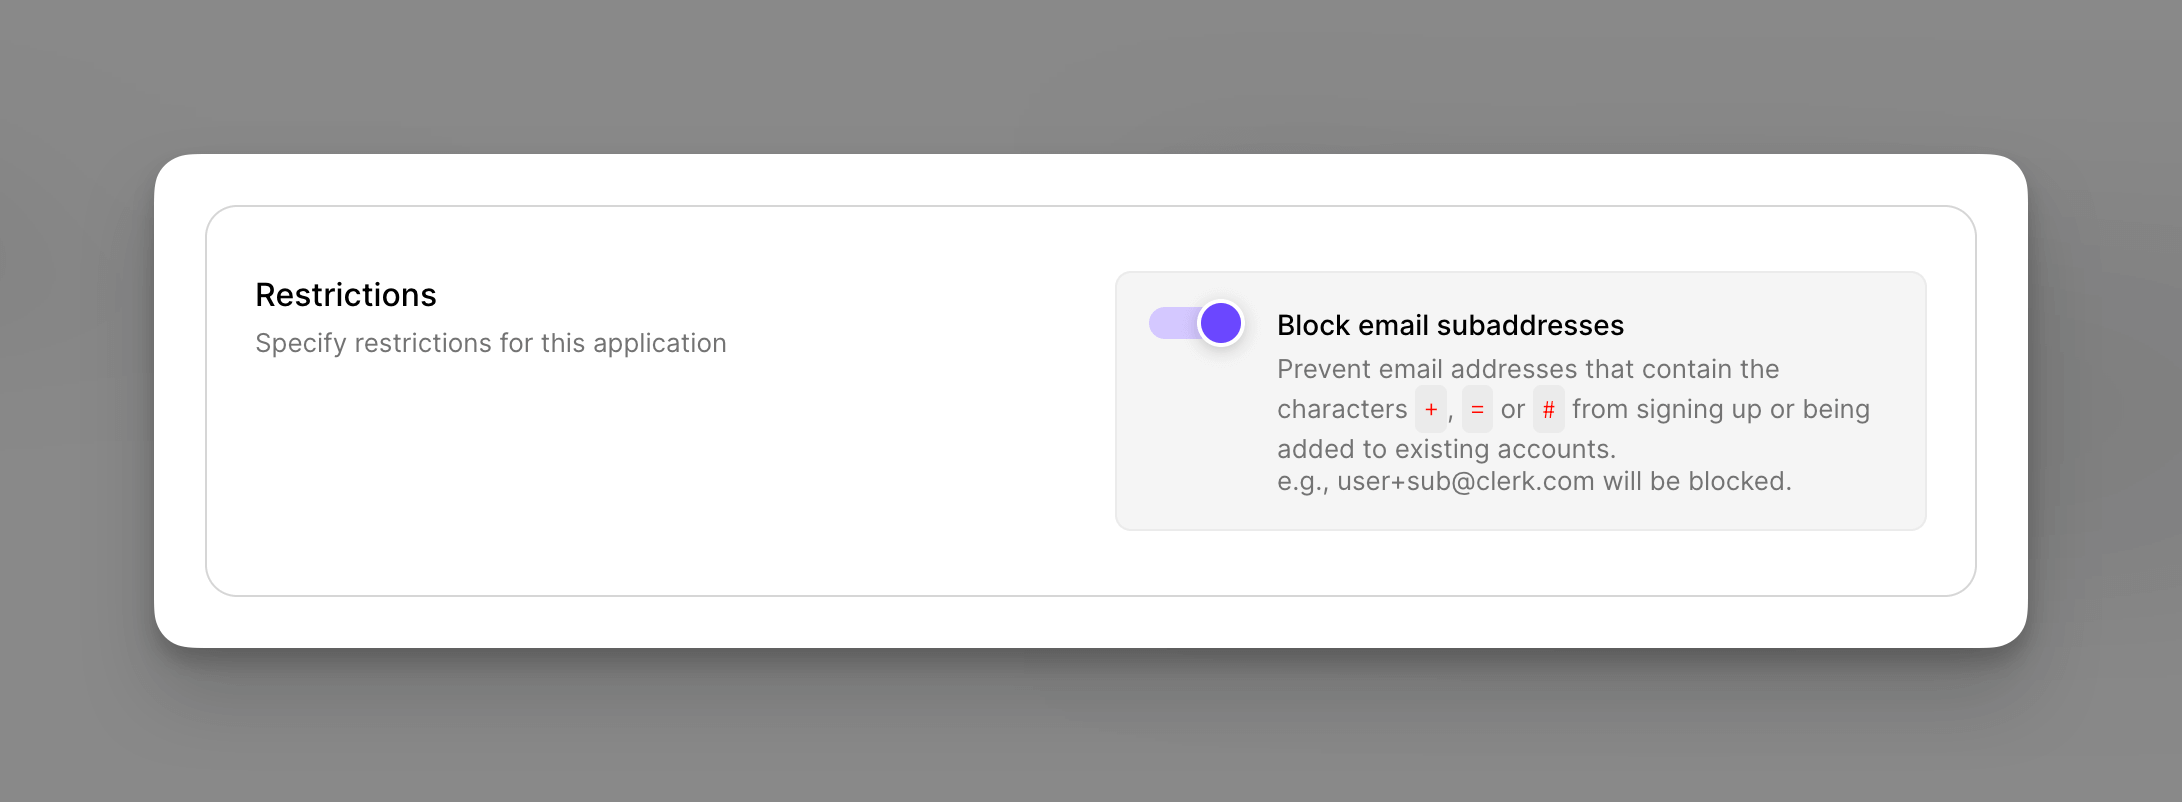 Restrictions
Specify restrictions for this application
Block email subaddresses
Prevent email addresses that contain the
characters +, = or # from signing up or being
added to existing accounts.
e.g., user+sub@clerk.com will be blocked.